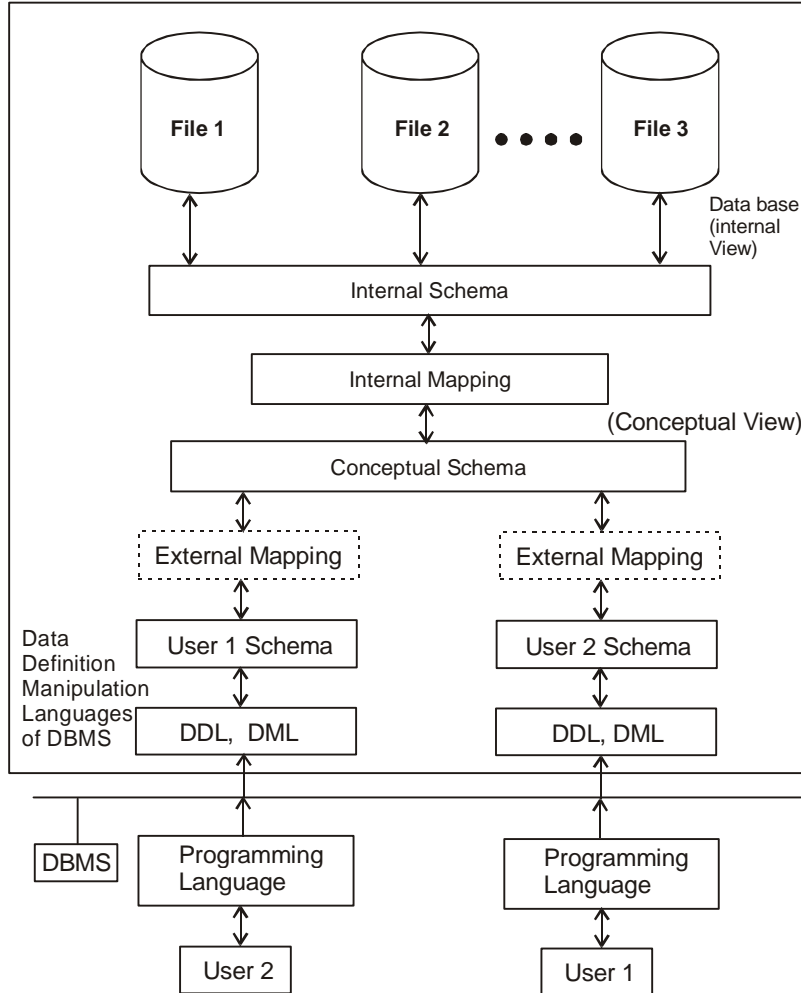 File 1
File 2
File 3
Data base
(internal
View)
Internal Schema
Internal Mapping
(Conceptual View)
Conceptual Schema
External Mapping
External Mapping
User 1 Schema
User 2 Schema
Data
Definition
Manipulation
Languages
of DBMS
DDL, DML
DDL, DML
DBMS
Programming
Language
Programming
Language
User 2
User 1